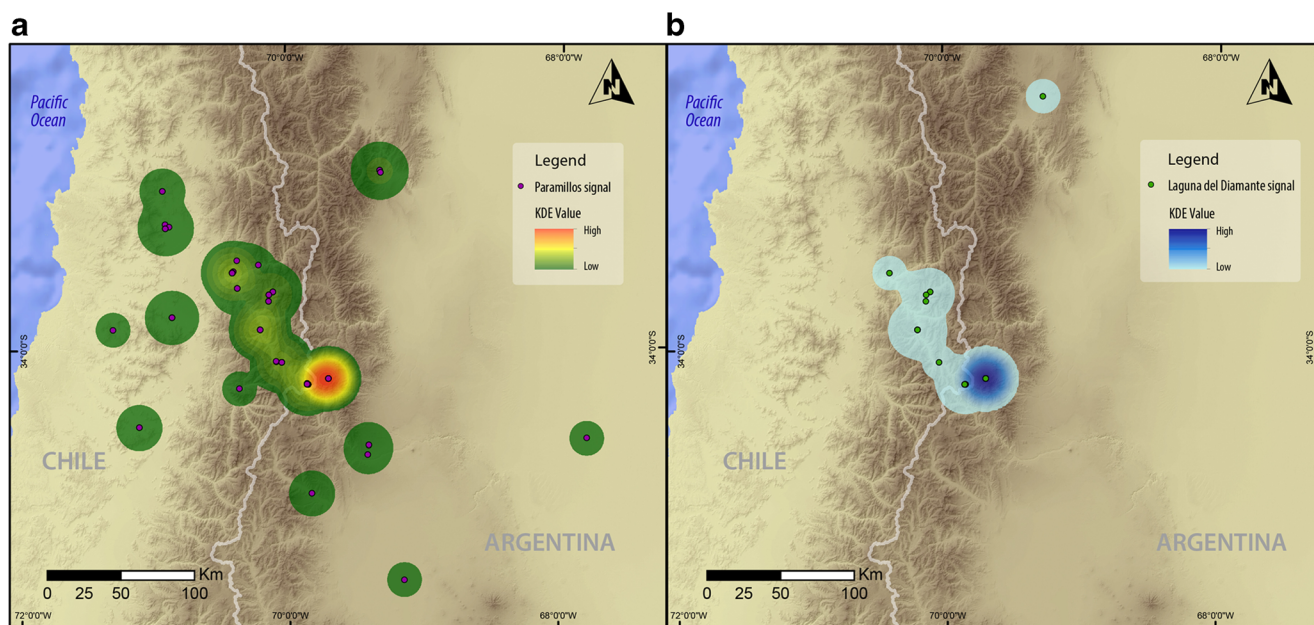 a
70°0'0"W
68°0'0"W
Pacific
Ocean
N
Legend
Paramillos signal
KDE Value
High
Low
34°0'0"S
CHILE
ARGENTINA
Km
0 25 50 100
72°0'0"W
70°0'0"W
68°0'0"W
b
70°0'0"W
68°0'0"W
Pacific
Ocean
N
Legend
Laguna del Diamante signal
KDE Value
High
Low
34°0'0"S
34°0'0"S
CHILE
ARGENTINA
Km
0 25 50 100
72°0'0"W
70°0'0"W
68°0'0"W